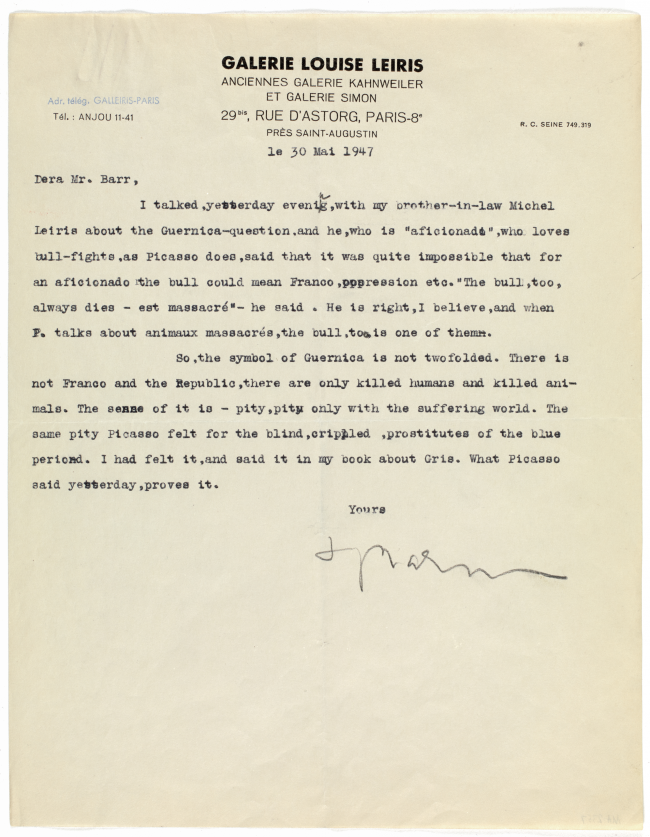 GALERIE LOUISE LEIRIS
ANCIENNES GALERIE KAHNWEILER
ET GALERIE SIMON
29bis, RUE D'ASTORG, PARIS-8e
PRÈS SAINT-AUGUSTIN
Adr. télég. GALLEIRIS-PARIS
Tél. : ANJOU 11-41
R. C. SEINE 749.319
le 30 Mai 1947
Dera Mr. Barr,
I talked,yesterday evenig,with my brother-in-law Michel
Leiris about the Guernica-question,and he,who is "aficionado",who loves
bull-fights,as Picasso does,said that it was quite impossible that for
an aficionado the bull could mean Franco,oppression etc."The bull,too,
always dies - est massacré"- he said . He is right,I believe,and when
P. talks about animaux massacrés,the bull,too is one of them.
So,the symbol of Guernica is not twofolded. There is
not Franco and the Republic,there are only killed humans and killed ani-
mals. The sense of it is - pity,pity only with the suffering world. The
same pity Picasso felt for the blind,crippled ,prostitutes of the blue
periond. I had felt it,and said it in my book about Gris. What Picasso
said yesterday,proves it.
Yours